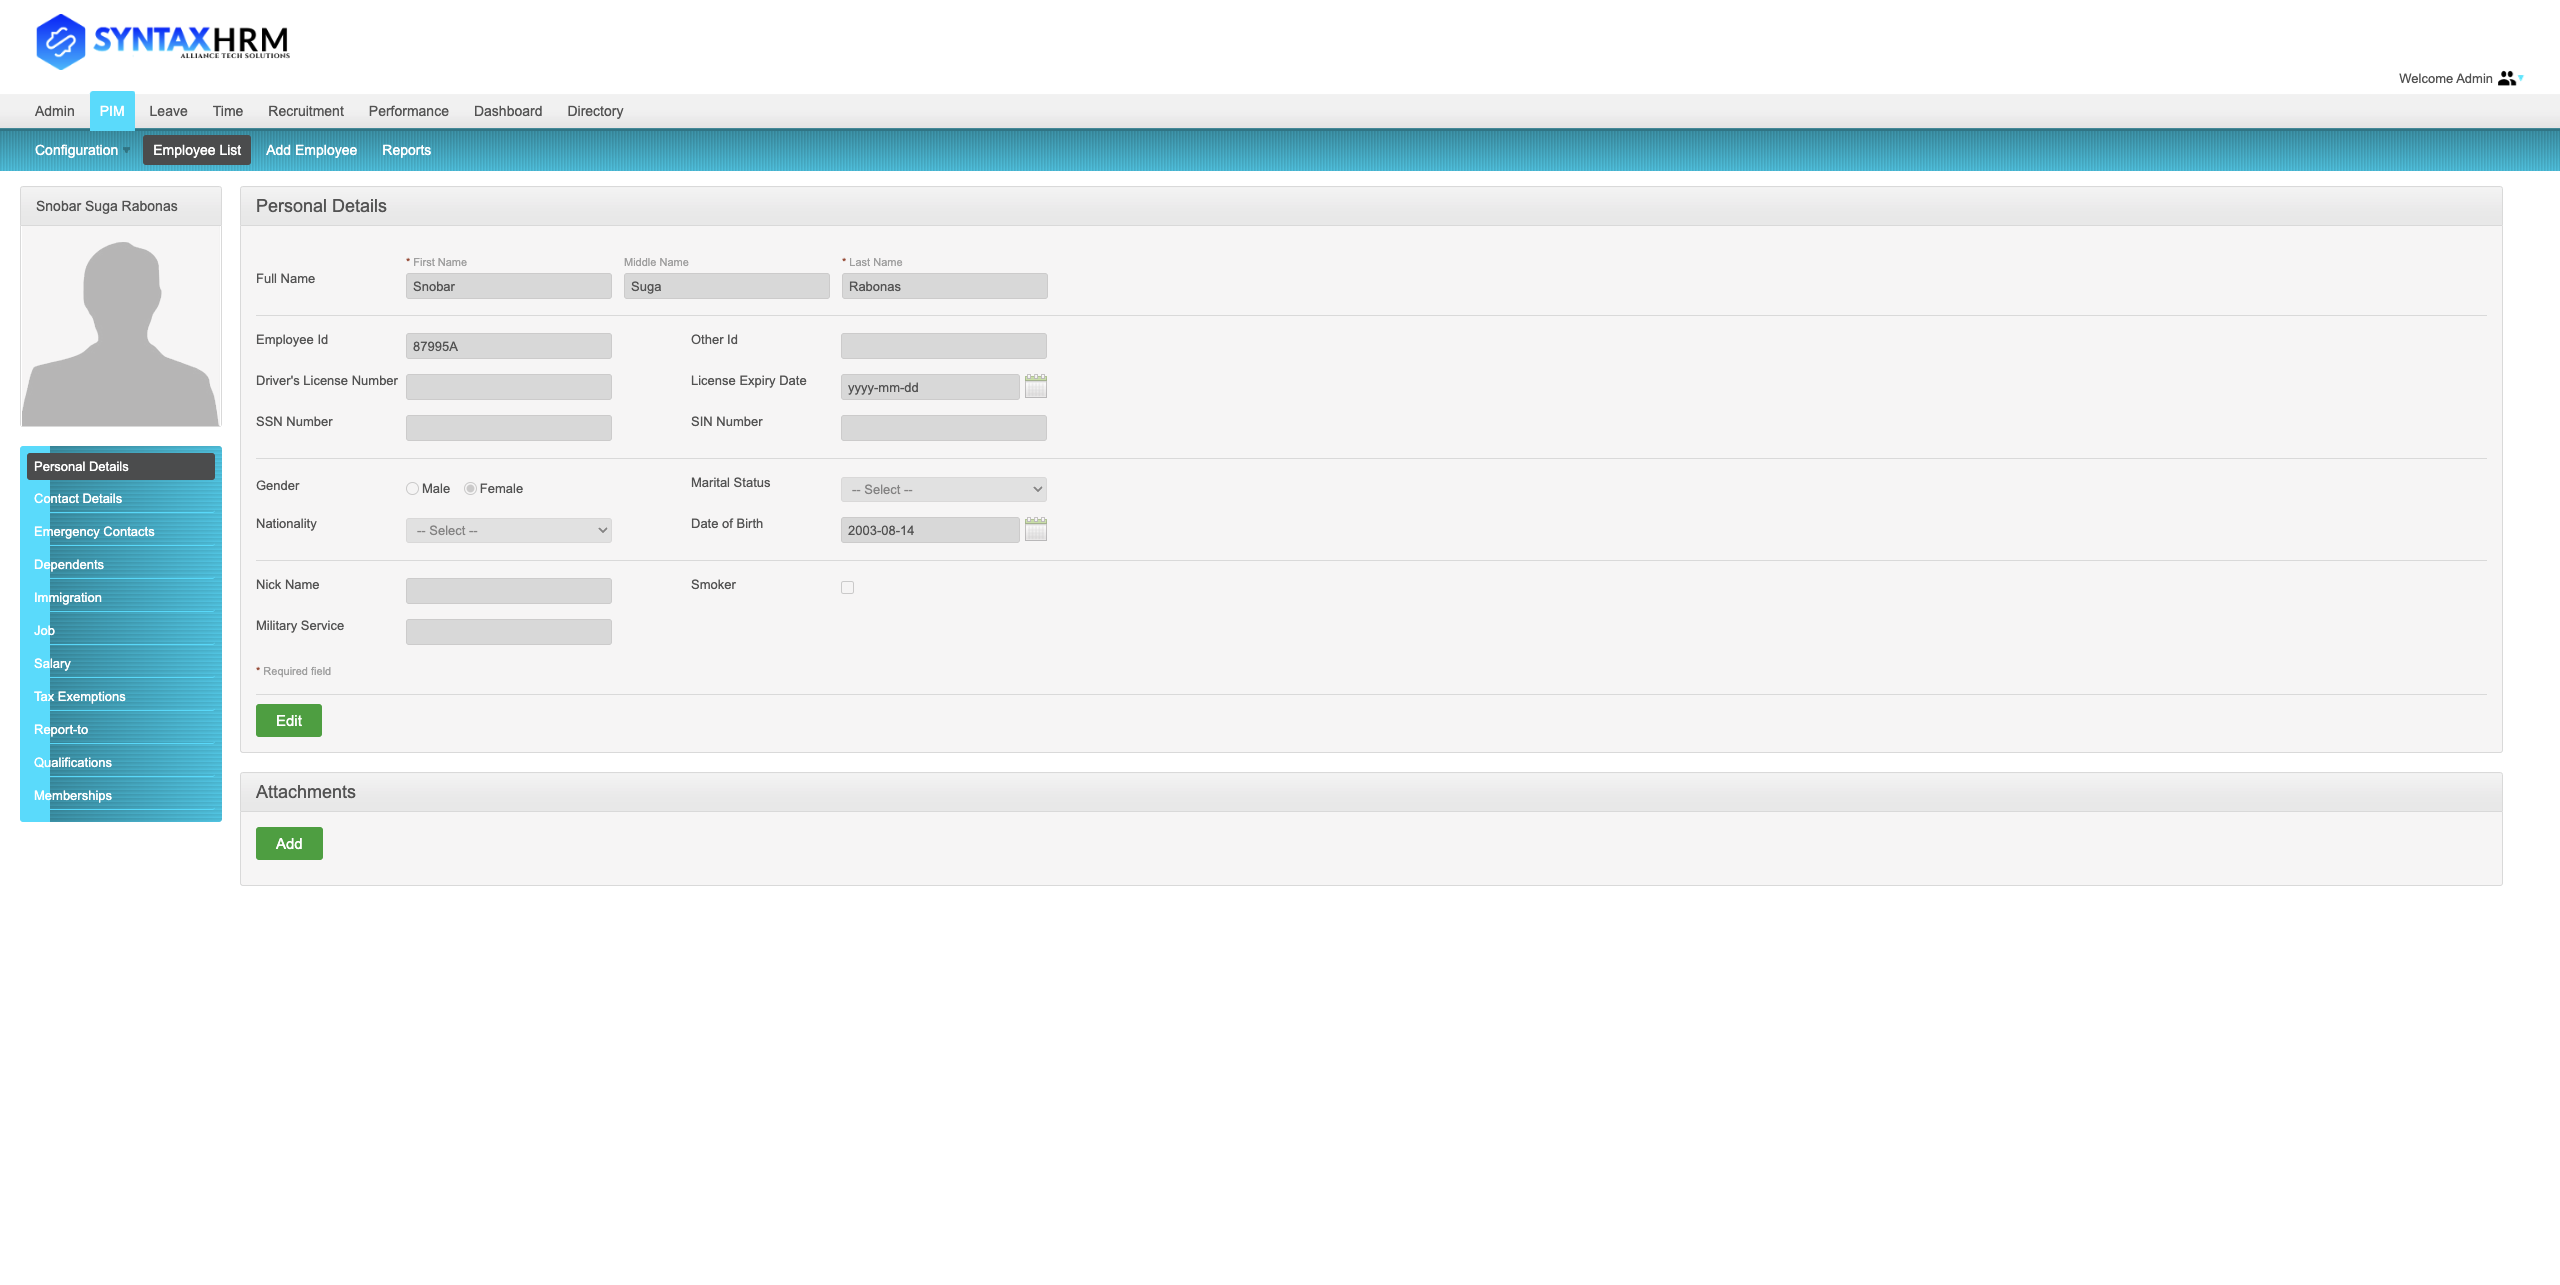 SYNTAXHRM
ALLIANCE TECH SOLUTIONS
Welcome Admin
Admin PIM Leave Time Recruitment Performance Dashboard Directory
Configuration Employee List Add Employee Reports
Snobar Suga Rabonas
Personal Details
Contact Details
Emergency Contacts
Dependents
Immigration
Job
Salary
Tax Exemptions
Report-to
Qualifications
Memberships
Personal Details
* First Name Middle Name * Last Name
Full Name Snobar Suga Rabonas
Employee Id 87995A Other Id
Driver's License Number License Expiry Date yyyy-mm-dd
SSN Number SIN Number
Gender Male Female Marital Status -- Select --
Nationality -- Select -- Date of Birth 2003-08-14
Nick Name Smoker
Military Service
* Required field
Edit
Attachments
Add